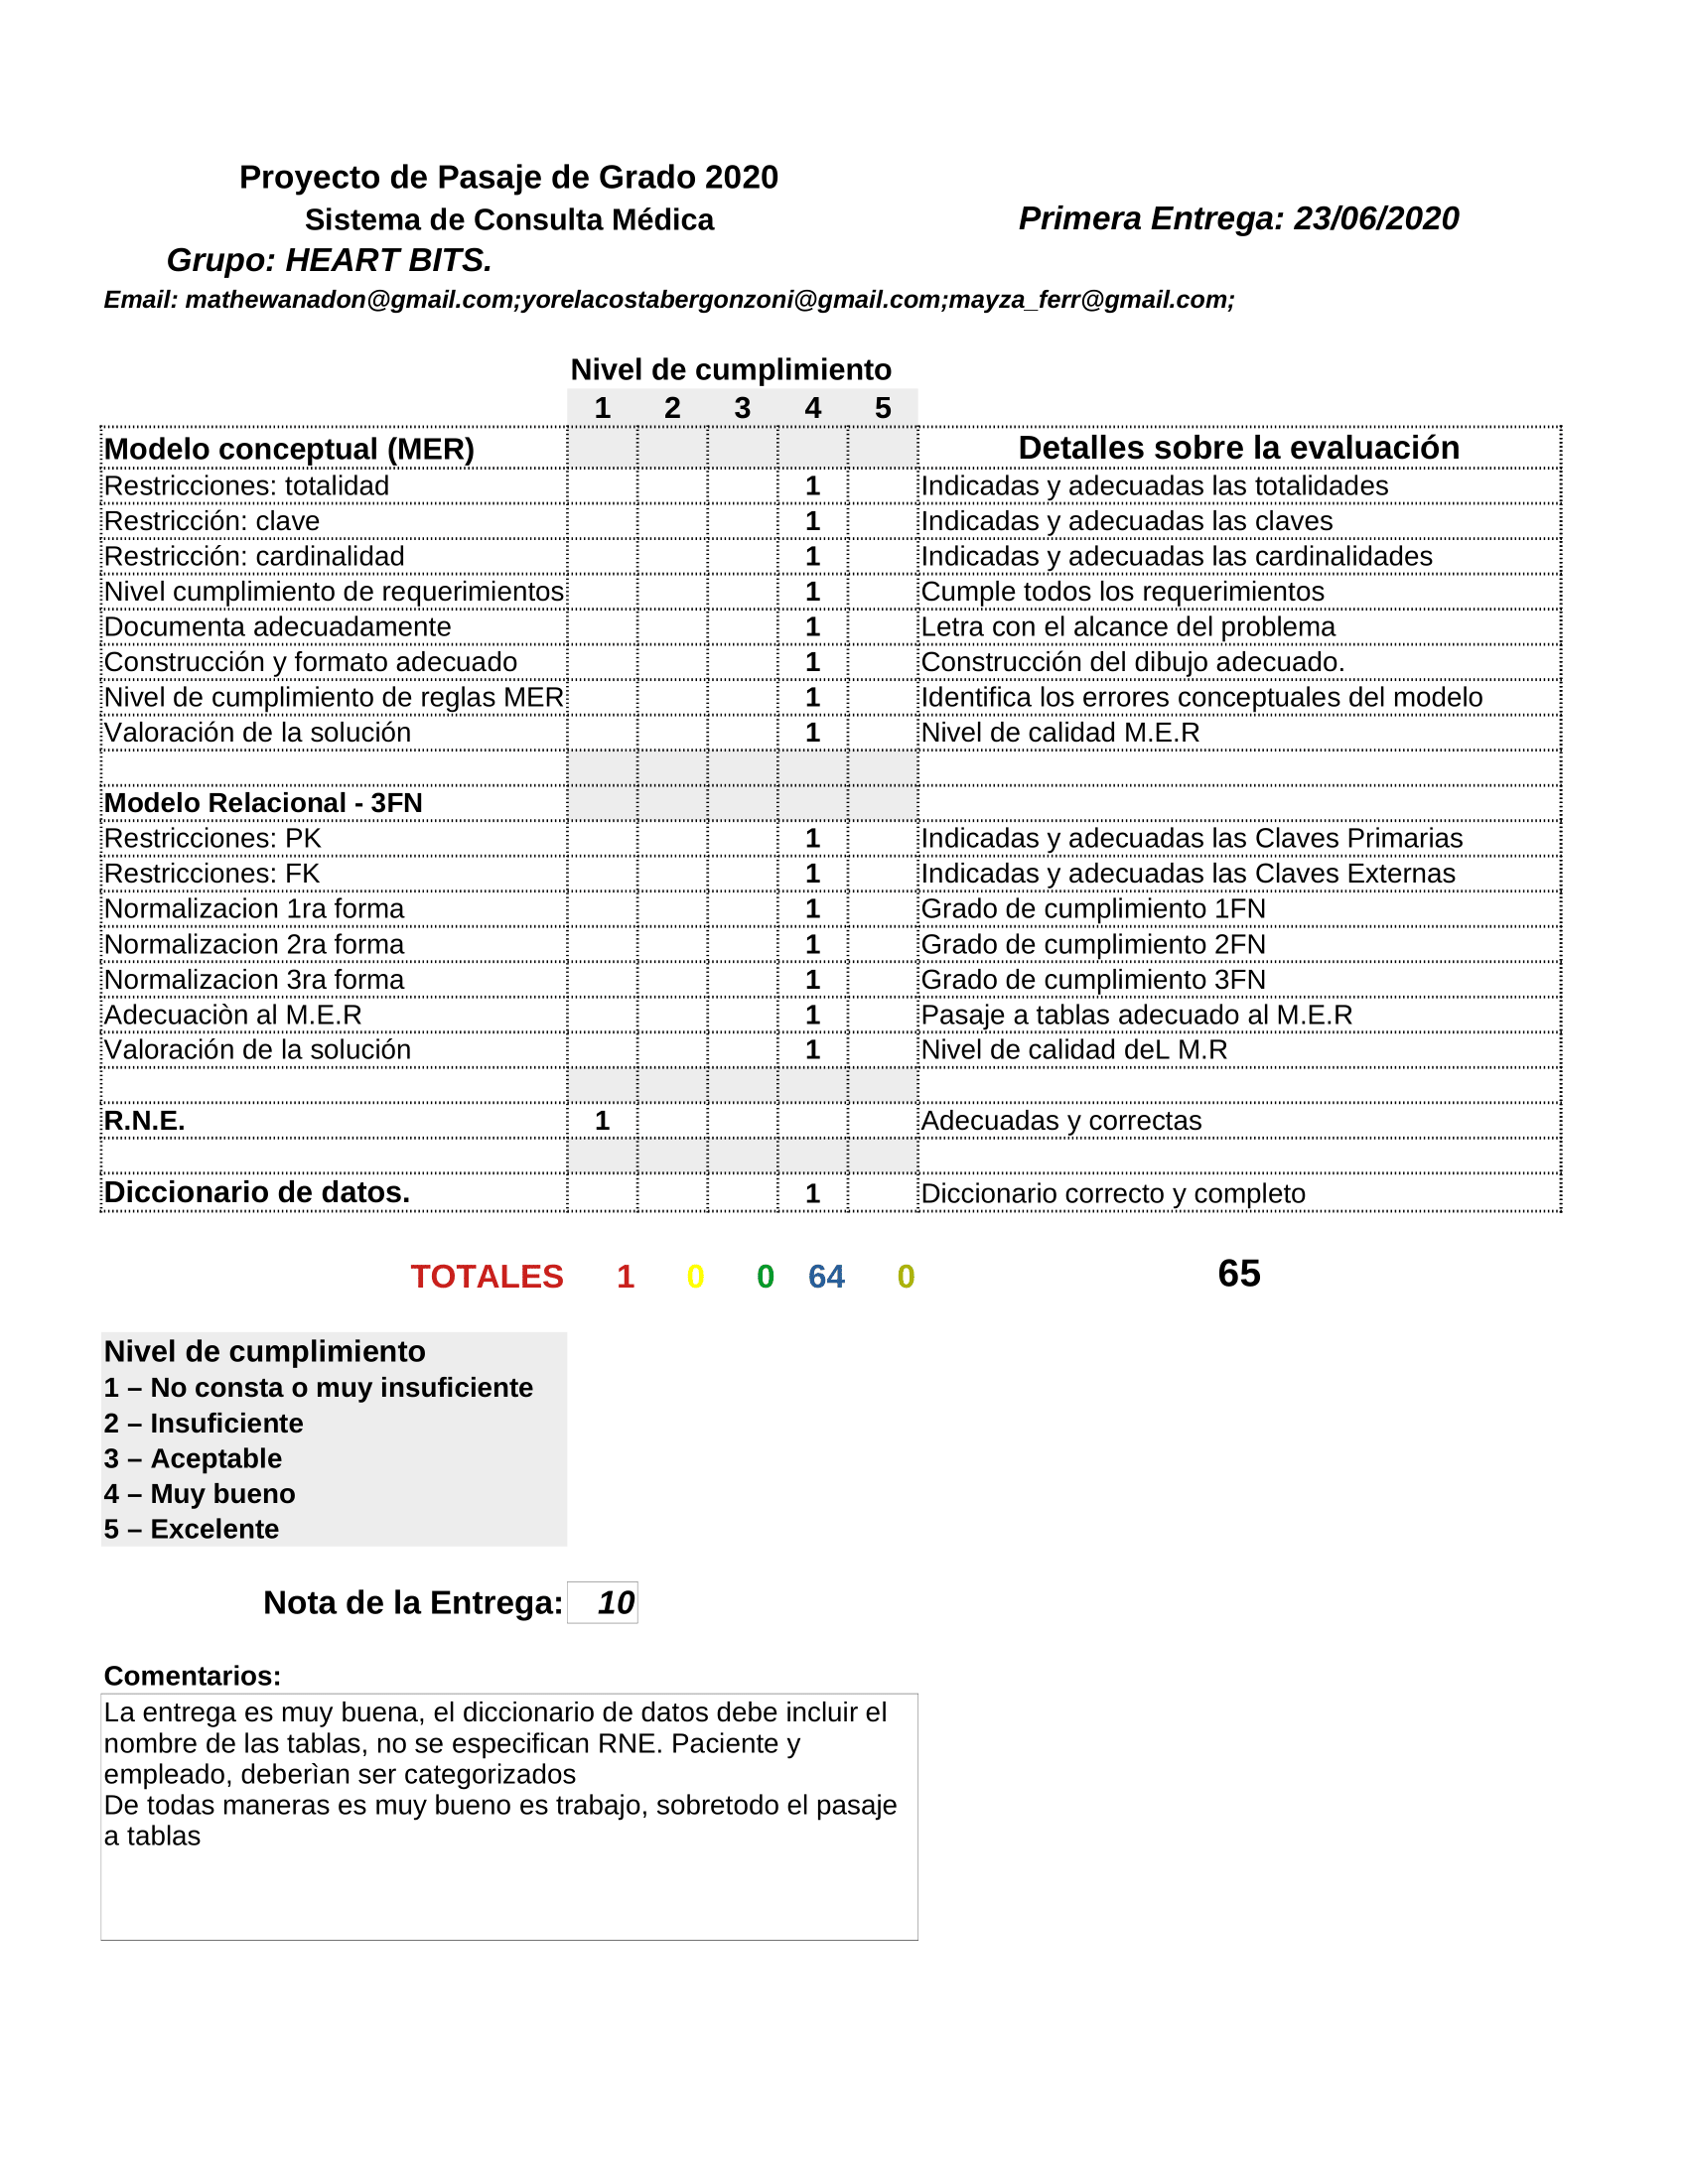 Proyecto de Pasaje de Grado 2020
Sistema de Consulta Médica
Primera Entrega: 23/06/2020
Grupo: HEART BITS.
Email: mathewanadon@gmail.com;yorelacostabergonzoni@gmail.com;mayza_ferr@gmail.com;
Nivel de cumplimiento
1 2 3 4 5
Modelo conceptual (MER) Detalles sobre la evaluación
Restricciones: totalidad 1 Indicadas y adecuadas las totalidades
Restricción: clave 1 Indicadas y adecuadas las claves
Restricción: cardinalidad 1 Indicadas y adecuadas las cardinalidades
Nivel cumplimiento de requerimientos 1 Cumple todos los requerimientos
Documenta adecuadamente 1 Letra con el alcance del problema
Construcción y formato adecuado 1 Construcción del dibujo adecuado.
Nivel de cumplimiento de reglas MER 1 Identifica los errores conceptuales del modelo
Valoración de la solución 1 Nivel de calidad M.E.R
Modelo Relacional - 3FN
Restricciones: PK 1 Indicadas y adecuadas las Claves Primarias
Restricciones: FK 1 Indicadas y adecuadas las Claves Externas
Normalizacion 1ra forma 1 Grado de cumplimiento 1FN
Normalizacion 2ra forma 1 Grado de cumplimiento 2FN
Normalizacion 3ra forma 1 Grado de cumplimiento 3FN
Adecuaciòn al M.E.R 1 Pasaje a tablas adecuado al M.E.R
Valoración de la solución 1 Nivel de calidad deL M.R
R.N.E. 1 Adecuadas y correctas
Diccionario de datos. 1 Diccionario correcto y completo
TOTALES 1 0 0 64 0 65
Nivel de cumplimiento
1 – No consta o muy insuficiente
2 – Insuficiente
3 – Aceptable
4 – Muy bueno
5 – Excelente
Nota de la Entrega: 10
Comentarios:
La entrega es muy buena, el diccionario de datos debe incluir el
nombre de las tablas, no se especifican RNE. Paciente y
empleado, deberìan ser categorizados
De todas maneras es muy bueno es trabajo, sobretodo el pasaje
a tablas